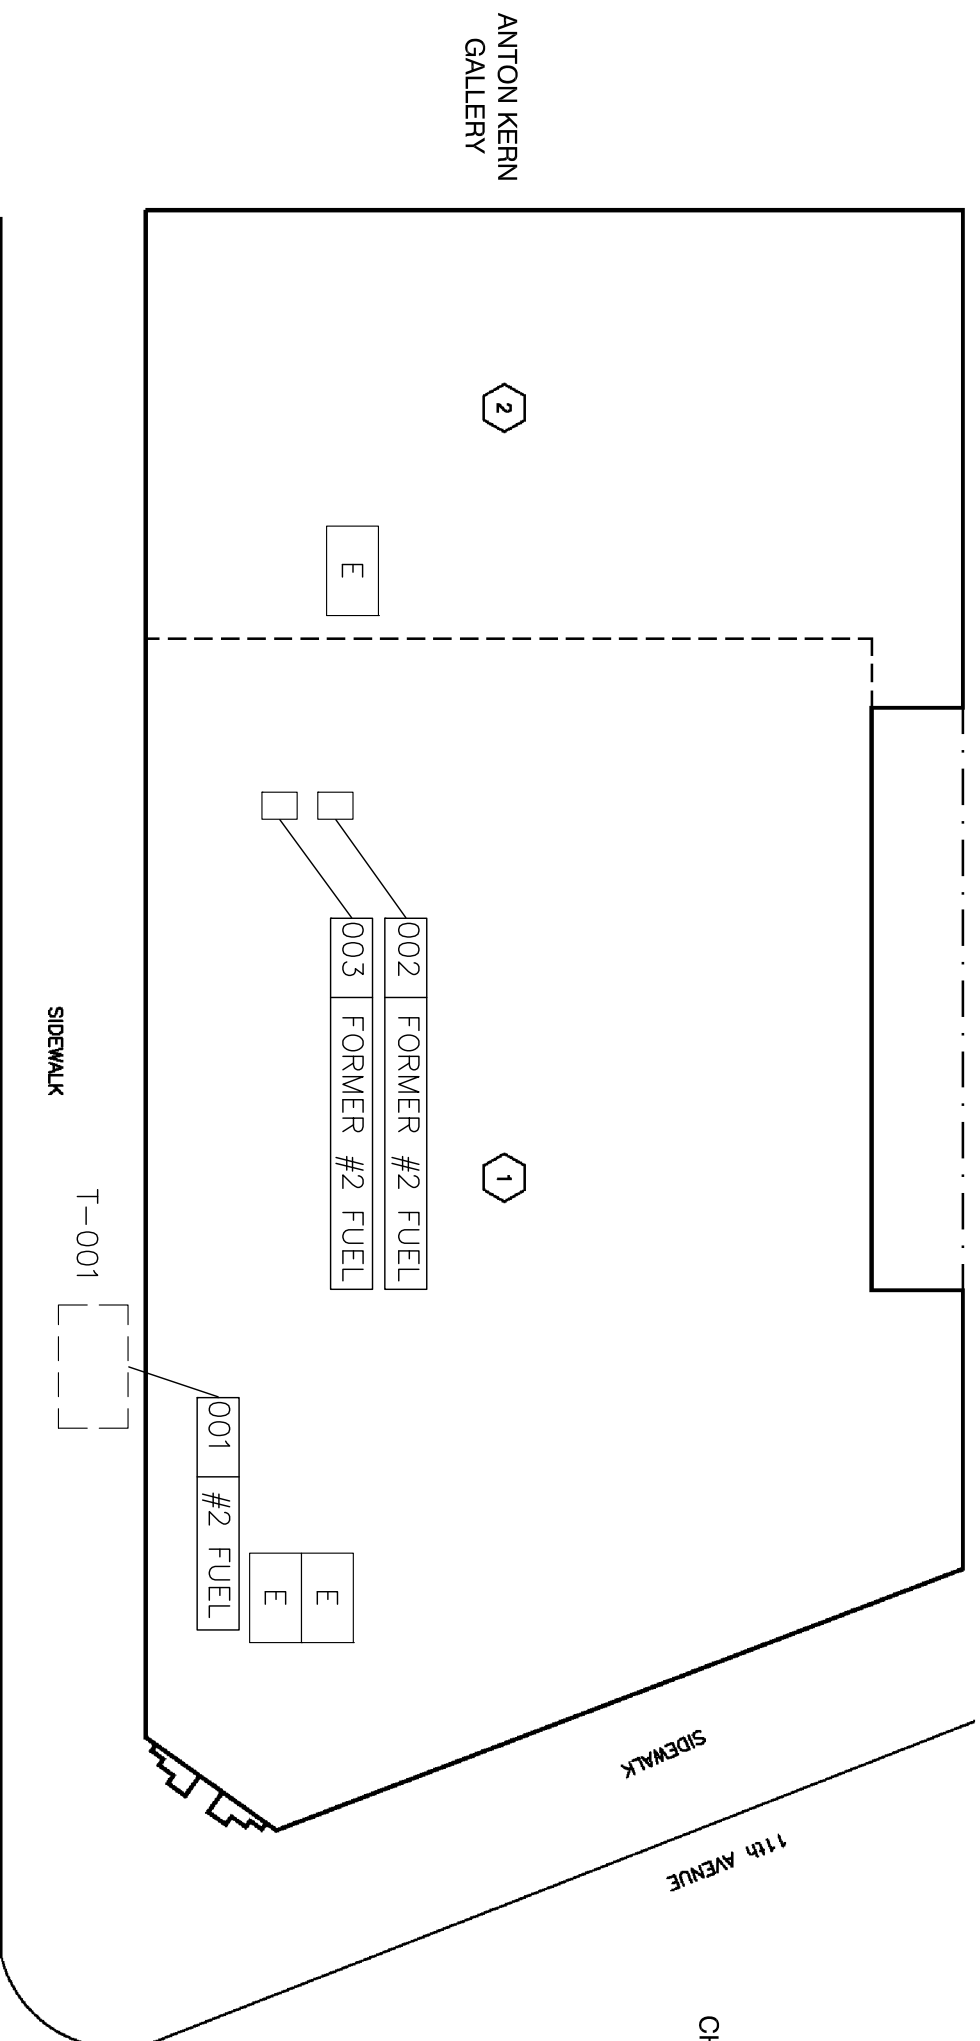 ANTON KERN
GALLERY
2
E
002 FORMER #2 FUEL
003 FORMER #2 FUEL
1
SIDEWALK
T-001
001 #2 FUEL
E
E
SIDEWALK
11th AVENUE